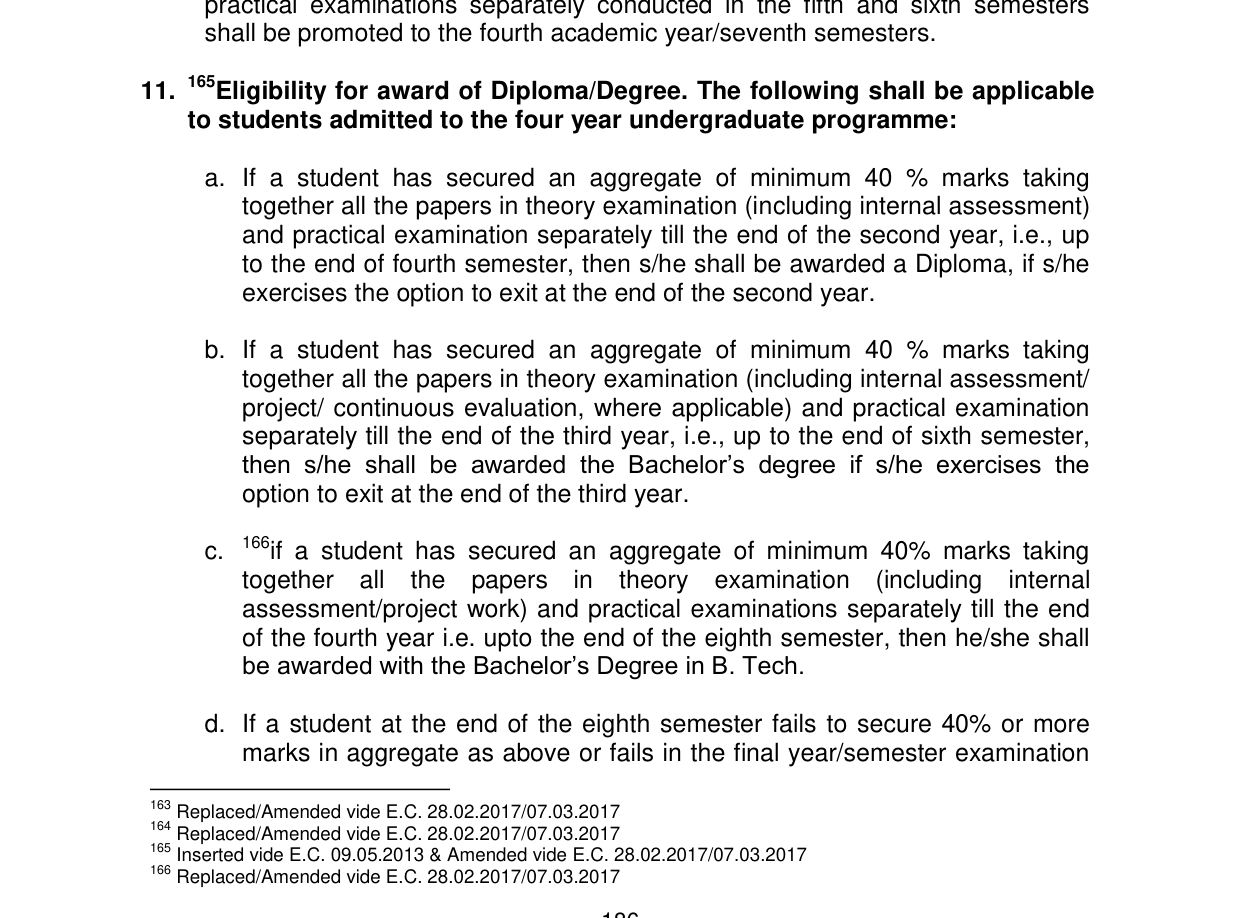 practical examinations separately conducted in the fifth and sixth semesters
shall be promoted to the fourth academic year/seventh semesters.
11. 165Eligibility for award of Diploma/Degree. The following shall be applicable
to students admitted to the four year undergraduate programme:
a. If a student has secured an aggregate of minimum 40 % marks taking
together all the papers in theory examination (including internal assessment)
and practical examination separately till the end of the second year, i.e., up
to the end of fourth semester, then s/he shall be awarded a Diploma, if s/he
exercises the option to exit at the end of the second year.
b. If a student has secured an aggregate of minimum 40 % marks taking
together all the papers in theory examination (including internal assessment/
project/ continuous evaluation, where applicable) and practical examination
separately till the end of the third year, i.e., up to the end of sixth semester,
then s/he shall be awarded the Bachelor’s degree if s/he exercises the
option to exit at the end of the third year.
c. 166if a student has secured an aggregate of minimum 40% marks taking
together all the papers in theory examination (including internal
assessment/project work) and practical examinations separately till the end
of the fourth year i.e. upto the end of the eighth semester, then he/she shall
be awarded with the Bachelor’s Degree in B. Tech.
d. If a student at the end of the eighth semester fails to secure 40% or more
marks in aggregate as above or fails in the final year/semester examination
163 Replaced/Amended vide E.C. 28.02.2017/07.03.2017
164 Replaced/Amended vide E.C. 28.02.2017/07.03.2017
165 Inserted vide E.C. 09.05.2013 & Amended vide E.C. 28.02.2017/07.03.2017
166 Replaced/Amended vide E.C. 28.02.2017/07.03.2017